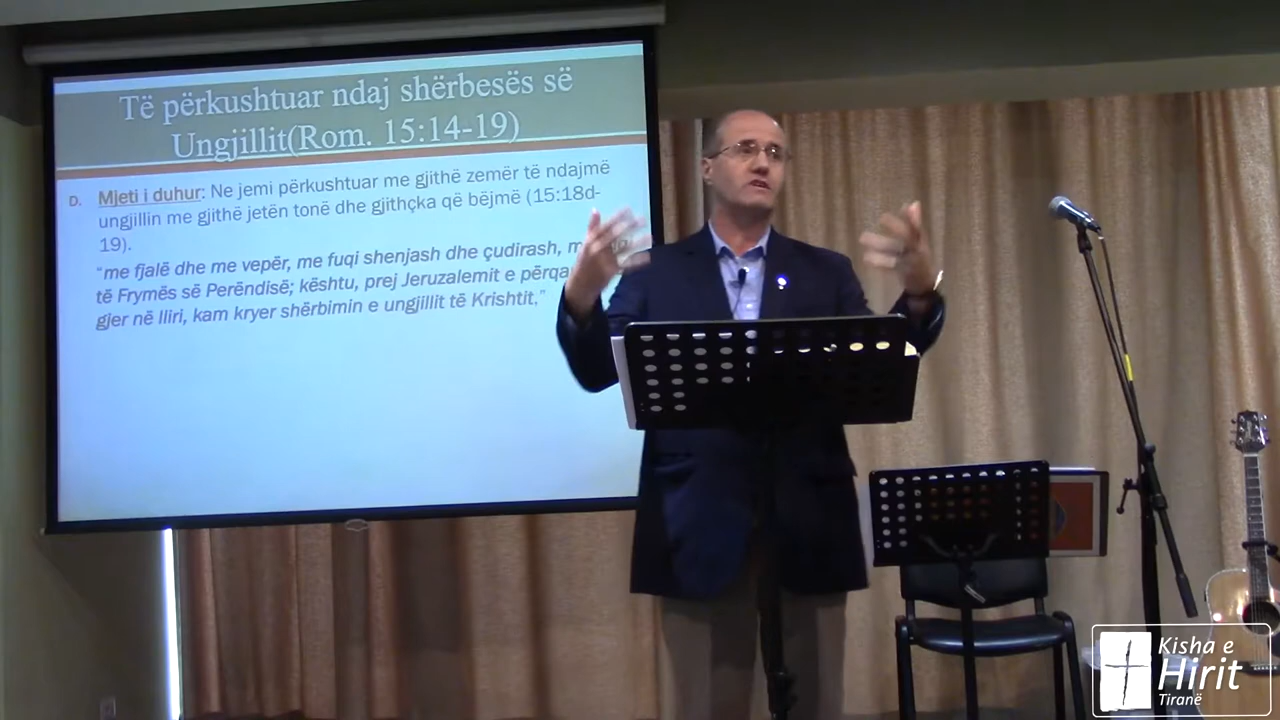 Të përkushtuar ndaj shërbesës së
Ungjillit(Rom. 15:14-19)
D. Mjeti i duhur: Ne jemi përkushtuar me gjithë zemër të ndajmë
ungjillin me gjithë jetën tonë dhe gjithçka që bëjmë (15:18d-
19).
“me fjalë dhe me vepër, me fuqi shenjash dhe çudirash,
të Frymës së Perëndisë; kështu, prej Jeruzalemit e
gjer në Iliri, kam kryer shërbimin e ungjillit të Krishtit,”
Kisha e
Hirit
Tiranë